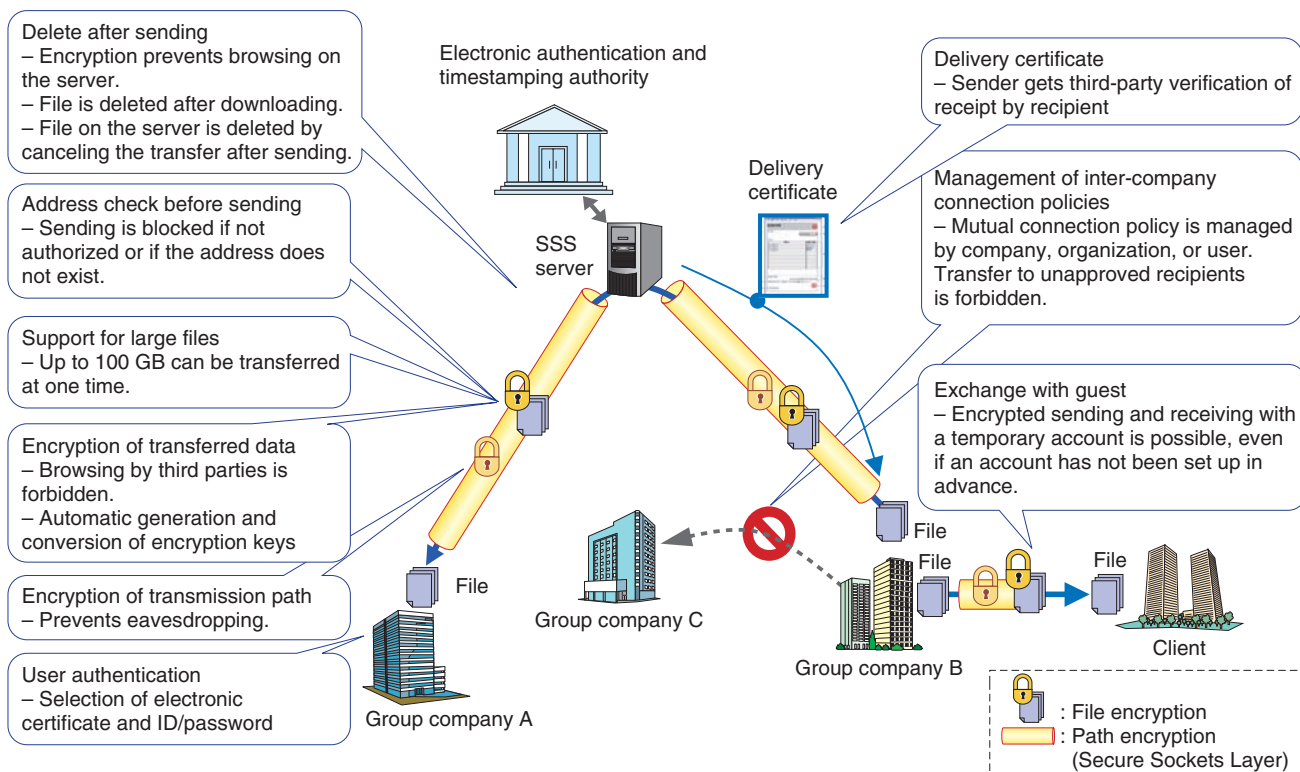 Delete after sending
– Encryption prevents browsing on
the server.
– File is deleted after downloading.
– File on the server is deleted by
canceling the transfer after sending.
Address check before sending
– Sending is blocked if not
authorized or if the address does
not exist.
Support for large files
– Up to 100 GB can be transferred
at one time.
Encryption of transferred data
– Browsing by third parties is
forbidden.
– Automatic generation and
conversion of encryption keys
Encryption of transmission path
– Prevents eavesdropping.
User authentication
– Selection of electronic
certificate and ID/password
Electronic authentication and
timestamping authority
SSS
server
Delivery
certificate
Delivery certificate
– Sender gets third-party verification of
receipt by recipient
Management of inter-company
connection policies
– Mutual connection policy is managed
by company, organization, or user.
Transfer to unapproved recipients
is forbidden.
Exchange with guest
– Encrypted sending and receiving with
a temporary account is possible, even
if an account has not been set up in
advance.
File
Group company A
Group company C
File
File
Group company B
File
Client
: File encryption
: Path encryption
(Secure Sockets Layer)